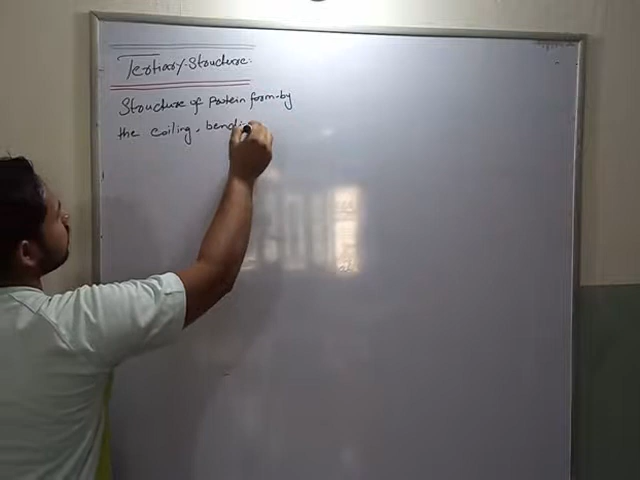 Tertiary Structure.
Structure of Protein form by
the coiling, bendi